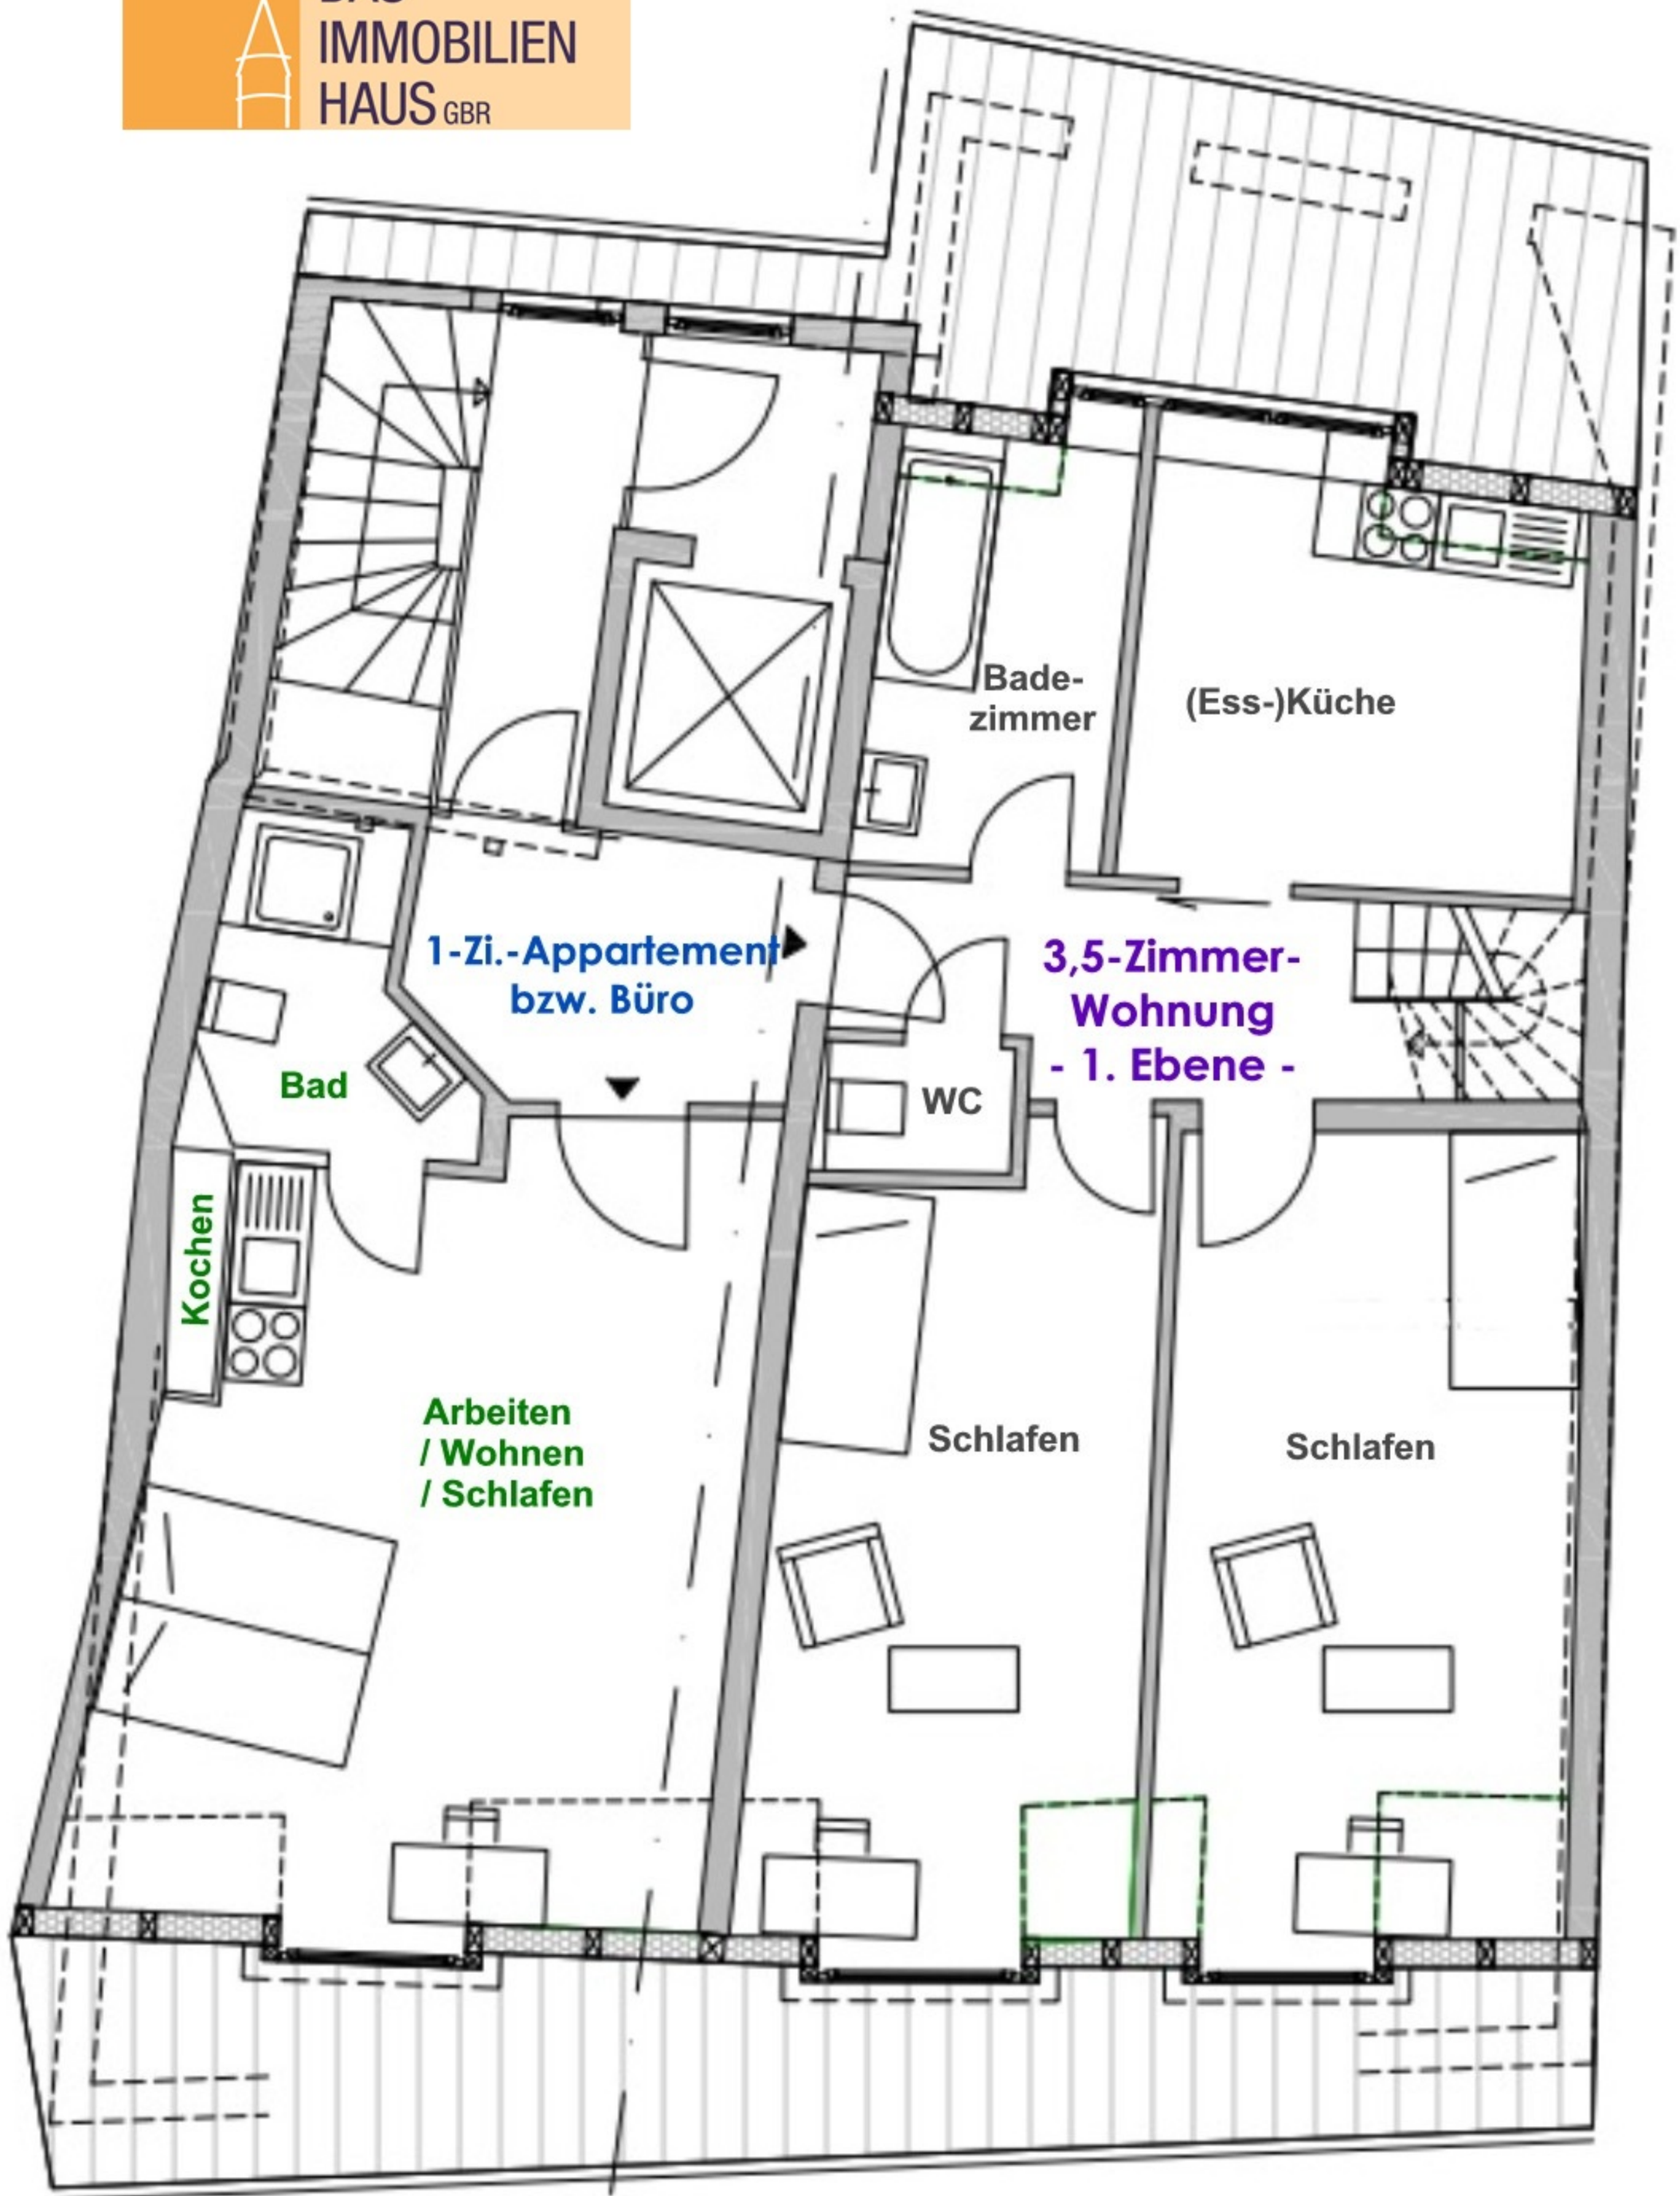 IMMOBILIEN
HAUS GBR
Bade-
zimmer
(Ess-)Küche
1-Zi.-Appartement
bzw. Büro
3,5-Zimmer-
Wohnung
- 1. Ebene -
Bad
WC
Kochen
Arbeiten
/ Wohnen
/ Schlafen
Schlafen
Schlafen